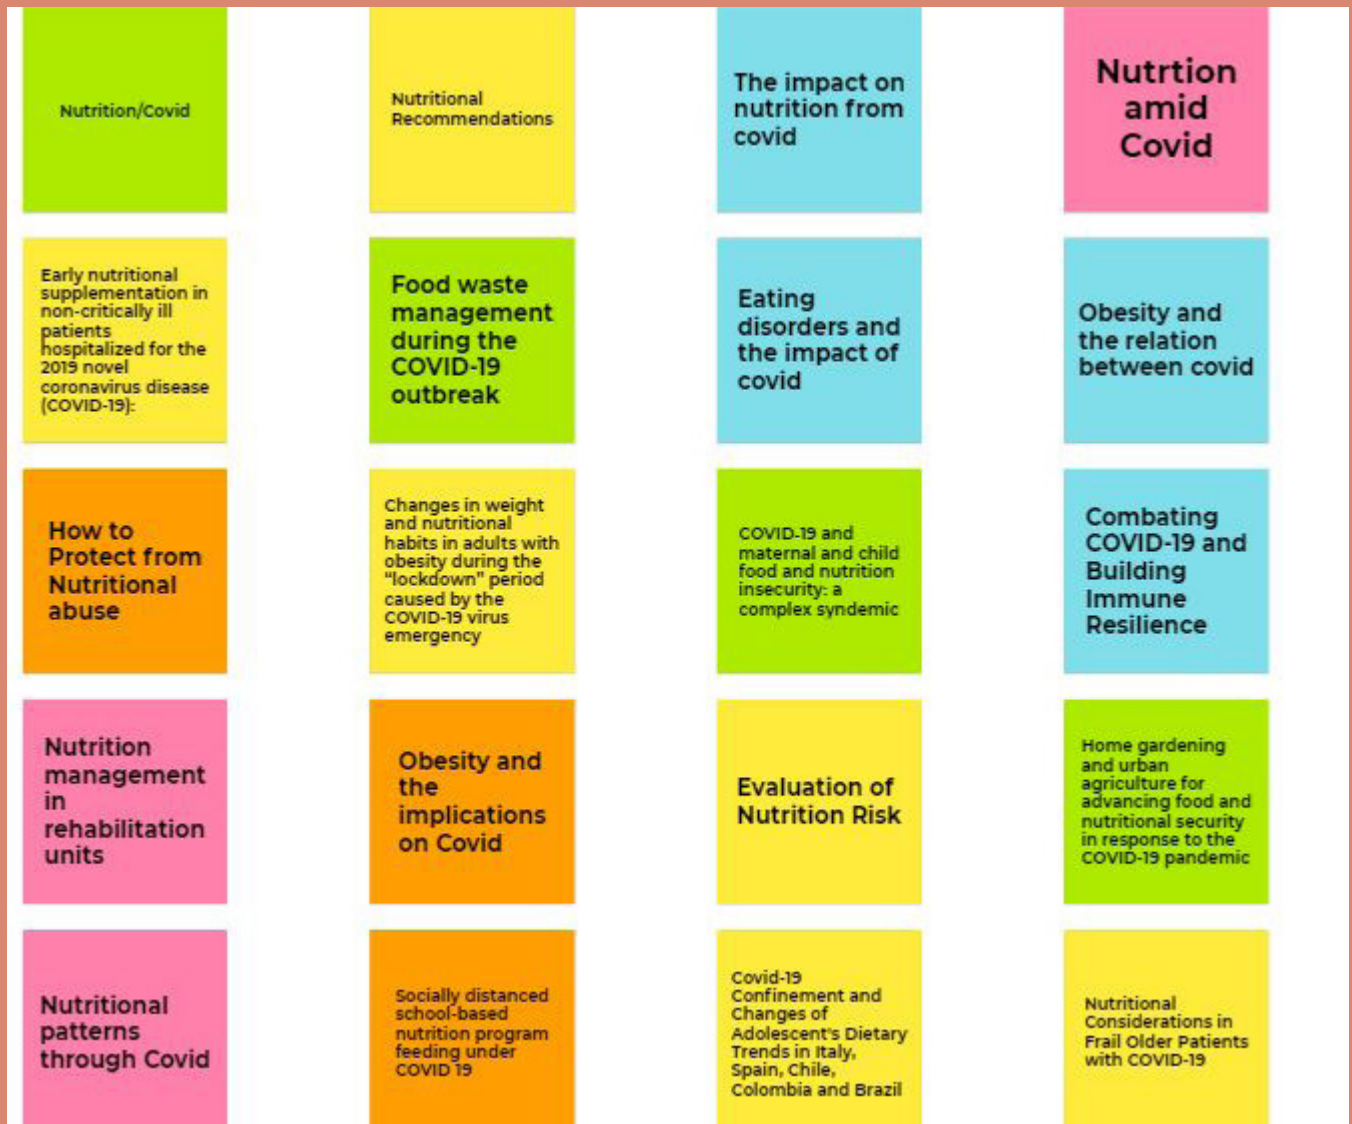 Nutrition/Covid
Nutritional
Recommendations
The impact on
nutrition from
covid
Nutrtion
amid
Covid
Early nutritional
supplementation in
non-critically ill
patients
hospitalized for the
2019 novel
coronavirus disease
(COVID-19):
Food waste
management
during the
COVID-19
outbreak
Eating
disorders and
the impact of
covid
Obesity and
the relation
between covid
How to
Protect from
Nutritional
abuse
Changes in weight
and nutritional
habits in adults with
obesity during the
“lockdown” period
caused by the
COVID-19 virus
emergency
COVID-19 and
maternal and child
food and nutrition
insecurity: a
complex syndemic
Combating
COVID-19 and
Building
Immune
Resilience
Nutrition
management
in
rehabilitation
units
Obesity and
the
implications
on Covid
Evaluation of
Nutrition Risk
Home gardening
and urban
agriculture for
advancing food and
nutritional security
in response to the
COVID-19 pandemic
Nutritional
patterns
through Covid
Socially distanced
school-based
nutrition program
feeding under
COVID 19
Covid-19
Confinement and
Changes of
Adolescent's Dietary
Trends in Italy,
Spain, Chile,
Colombia and Brazil
Nutritional
Considerations in
Frail Older Patients
with COVID-19